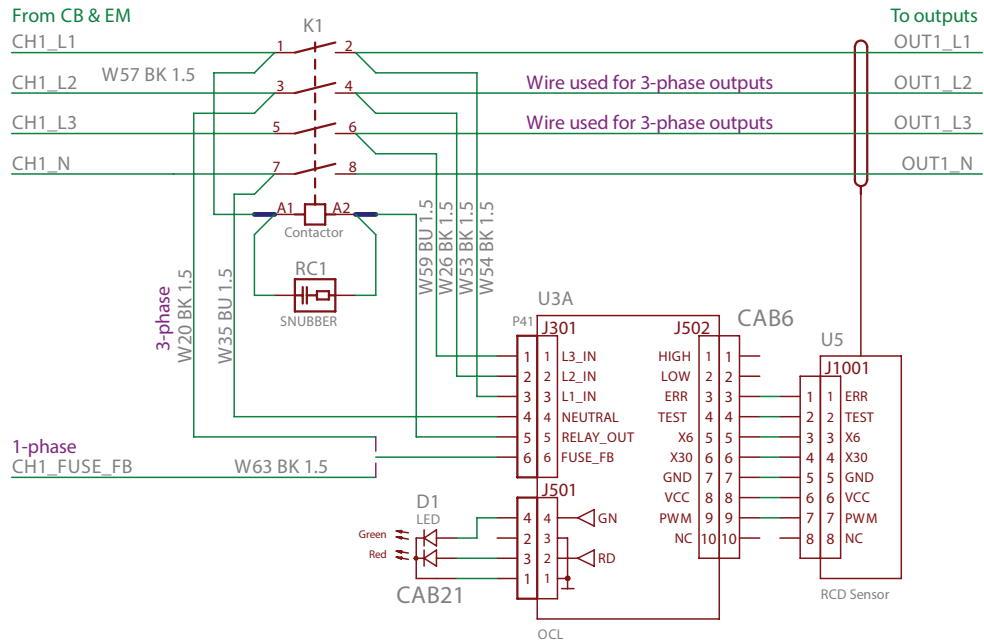 From CB & EM
To outputs
K1
CH1_L1
1
2
OUT1_L1
W57 BK 1.5
CH1_L2
3
4
Wire used for 3-phase outputs
OUT1_L2
CH1_L3
5
6
Wire used for 3-phase outputs
OUT1_L3
CH1_N
7
8
OUT1_N
A1
A2
Contactor
RC1
SNUBBER
3-phase
W20 BK 1.5
W35 BU 1.5
W59 BU 1.5
W26 BK 1.5
W53 BK 1.5
W54 BK 1.5
U3A
P41
J301
J502
CAB6
U5
J1001
1 1 L3_IN
2 2 L2_IN
3 3 L1_IN
4 4 NEUTRAL
5 5 RELAY_OUT
6 6 FUSE_FB
HIGH 1 1
LOW 2 2
ERR 3 3
TEST 4 4
X6 5 5
X30 6 6
GND 7 7
VCC 8 8
PWM 9 9
NC 10 10
1 1 ERR
2 2 TEST
3 3 X6
4 4 X30
5 5 GND
6 6 VCC
7 7 PWM
8 8 NC
RCD Sensor
1-phase
CH1_FUSE_FB
W63 BK 1.5
J501
4 4 GN
2 3
3 2 RD
1 1
D1
LED
Green
Red
CAB21
OCL